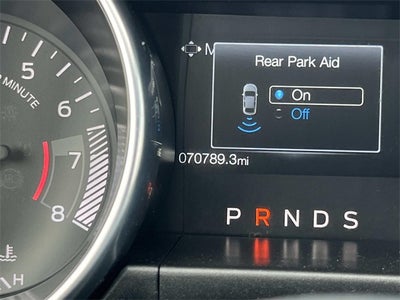 M
Rear Park Aid
On
Off
5
MINUTE
6
7
8
070789.3mi
P R N D S
H